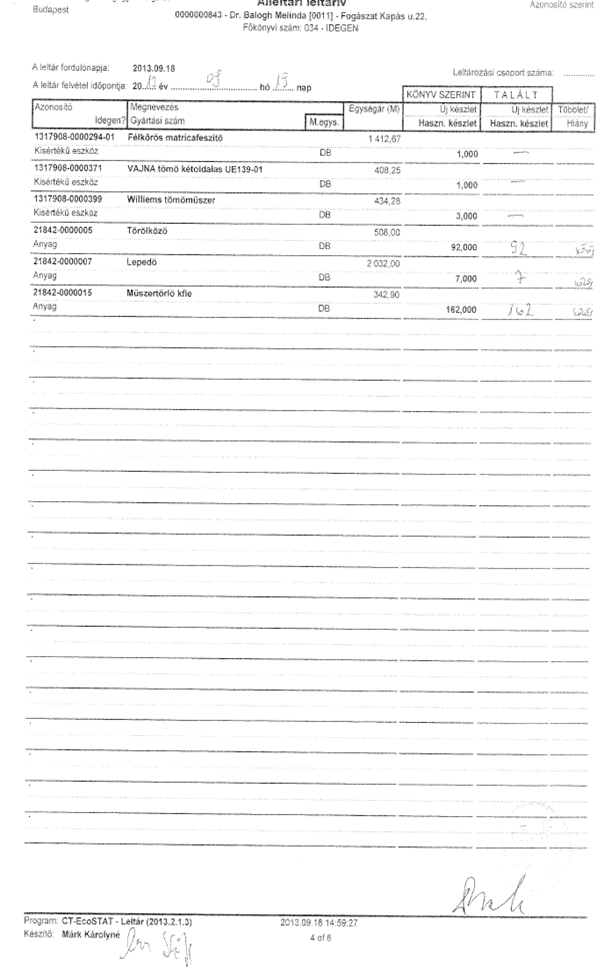 Budapest
Azonosító szerint
Alleltári leltárív
0000000843 - Dr. Balogh Melinda [0011] - Fogászat Kapás u.22.
Főkönyvi szám: 034 - IDEGEN
A leltár fordulónapja: 2013.09.18
Leltározási csoport száma: ............
A leltár felvétel időpontja: 20.13 év 09 hó 19 nap
KÖNYV SZERINT TALÁLT
Azonosító Megnevezés Egységár (M) Új készlet Új készlet Többlet/
Idegen? Gyártási szám M.egys. Haszn. készlet Haszn. készlet Hiány
1317908-0000294-01 Félkörös matricafeszítő 1 412,67
Kisértékű eszköz DB 1,000 —
1317908-0000371 VAJNA tömő kétoldalas UE139-01 408,25
Kisértékű eszköz DB 1,000 —
1317908-0000399 Williems tömőműszer 434,28
Kisértékű eszköz DB 3,000 —
21842-0000005 Törölköző 508,00
Anyag DB 92,000 92
21842-0000007 Lepedő 2 032,00
Anyag DB 7,000 7
21842-0000015 Műszertörlő kfie 342,90
Anyag DB 162,000 162
Program: CT-EcoSTAT - Leltár (2013.2.1.3) 2013.09.18 14:59:27
Készítő: Márk Károlyné 4 of 6